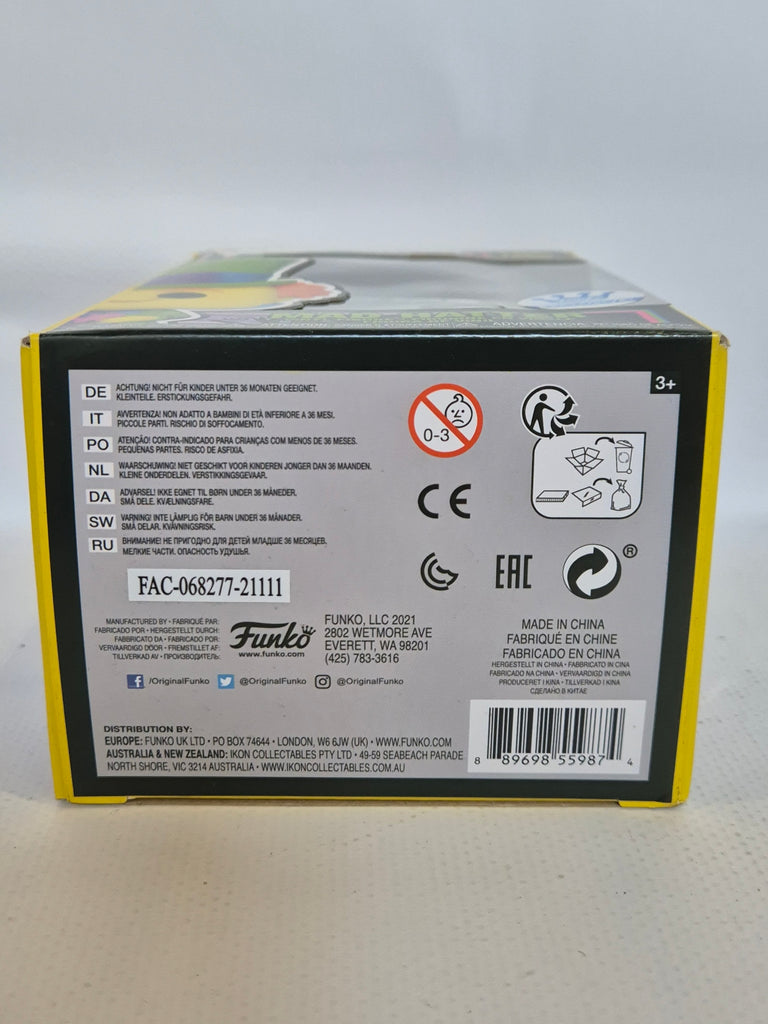 MAD HATTER
ADVERTENCIA
3+
DE ACHTUNG! NICHT FÜR KINDER UNTER 36 MONATEN GEEIGNET.
KLEINTEILE. ERSTICKUNGSGEFAHR.
IT AVVERTENZA! NON ADATTO A BAMBINI DI ETÀ INFERIORE A 36 MESI.
PICCOLE PARTI. RISCHIO DI SOFFOCAMENTO.
PO ATENÇÃO! CONTRA-INDICADO PARA CRIANÇAS COM MENOS DE 36 MESES.
PEQUENAS PARTES. RISCO DE ASFIXIA.
NL WAARSCHUWING! NIET GESCHIKT VOOR KINDEREN JONGER DAN 36 MAANDEN.
KLEINE ONDERDELEN. VERSTIKKINGSGEVAAR.
DA ADVARSEL! IKKE EGNET TIL BØRN UNDER 36 MÅNEDER.
SMÅ DELE. KVÆLNINGSFARE.
SW VARNING! INTE LÄMPLIG FÖR BARN UNDER 36 MÅNADER.
SMÅ DELAR. KVÄVNINGSRISK.
RU ВНИМАНИЕ! НЕ ПРИГОДНО ДЛЯ ДЕТЕЙ МЛАДШЕ 36 МЕСЯЦЕВ.
МЕЛКИЕ ЧАСТИ. ОПАСНОСТЬ УДУШЬЯ.
0-3
CE
EAC
®
FAC-068277-21111
MANUFACTURED BY • FABRIQUÉ PAR:
FABRICADO POR • HERGESTELLT DURCH:
FABBRICATO DA • FABRICADO POR:
VERVAARDIGD DOOR • FREMSTILLET AF:
TILLVERKAD AV • ПРОИЗВОДИТЕЛЬ:
Funko
www.funko.com
FUNKO, LLC 2021
2802 WETMORE AVE
EVERETT, WA 98201
(425) 783-3616
MADE IN CHINA
FABRIQUÉ EN CHINE
FABRICADO EN CHINA
HERGESTELLT IN CHINA • FABBRICATO IN CINA
FABRICADO NA CHINA • VERVAARDIGD IN CHINA
PRODUCERET I KINA • TILLVERKAD I KINA
СДЕЛАНО В КИТАЕ
f /OriginalFunko @OriginalFunko @OriginalFunko
DISTRIBUTION BY:
EUROPE: FUNKO UK LTD • PO BOX 74644 • LONDON, W6 6JW (UK) • WWW.FUNKO.COM
AUSTRALIA & NEW ZEALAND: IKON COLLECTABLES PTY LTD • 49-59 SEABEACH PARADE
NORTH SHORE, VIC 3214 AUSTRALIA • WWW.IKONCOLLECTABLES.COM.AU
8 89698 55987 4